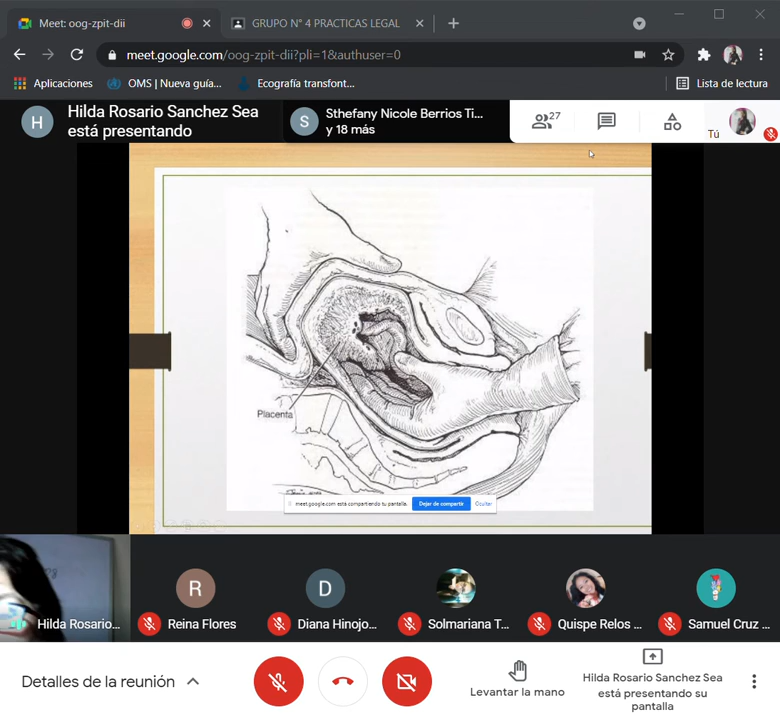 Meet: oog-zpit-dii
GRUPO N° 4 PRACTICAS LEGAL
meet.google.com/oog-zpit-dii?pli=1&authuser=0
Aplicaciones
OMS | Nueva guía...
Ecografía transfont...
Lista de lectura
H
Hilda Rosario Sanchez Sea
está presentando
S
Sthefany Nicole Berrios Ti...
y 18 más
27
Tú
Placenta
meet.google.com está compartiendo tu pantalla.
Dejar de compartir
Ocultar
Hilda Rosario...
R
Reina Flores
D
Diana Hinojo...
Solmariana T...
Quispe Relos ...
Samuel Cruz ...
Detalles de la reunión
Levantar la mano
Hilda Rosario Sanchez Sea
está presentando su
pantalla